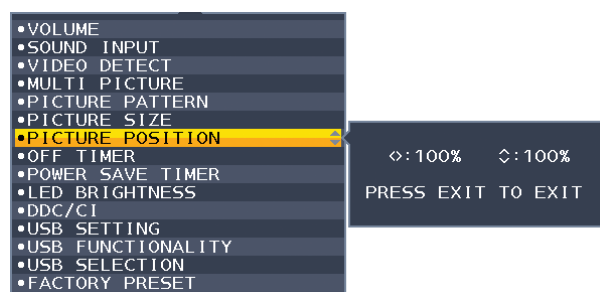 •VOLUME
•SOUND INPUT
•VIDEO DETECT
•MULTI PICTURE
•PICTURE PATTERN
•PICTURE SIZE
•PICTURE POSITION
•OFF TIMER
•POWER SAVE TIMER
•LED BRIGHTNESS
•DDC/CI
•USB SETTING
•USB FUNCTIONALITY
•USB SELECTION
•FACTORY PRESET
:100% :100%
PRESS EXIT TO EXIT